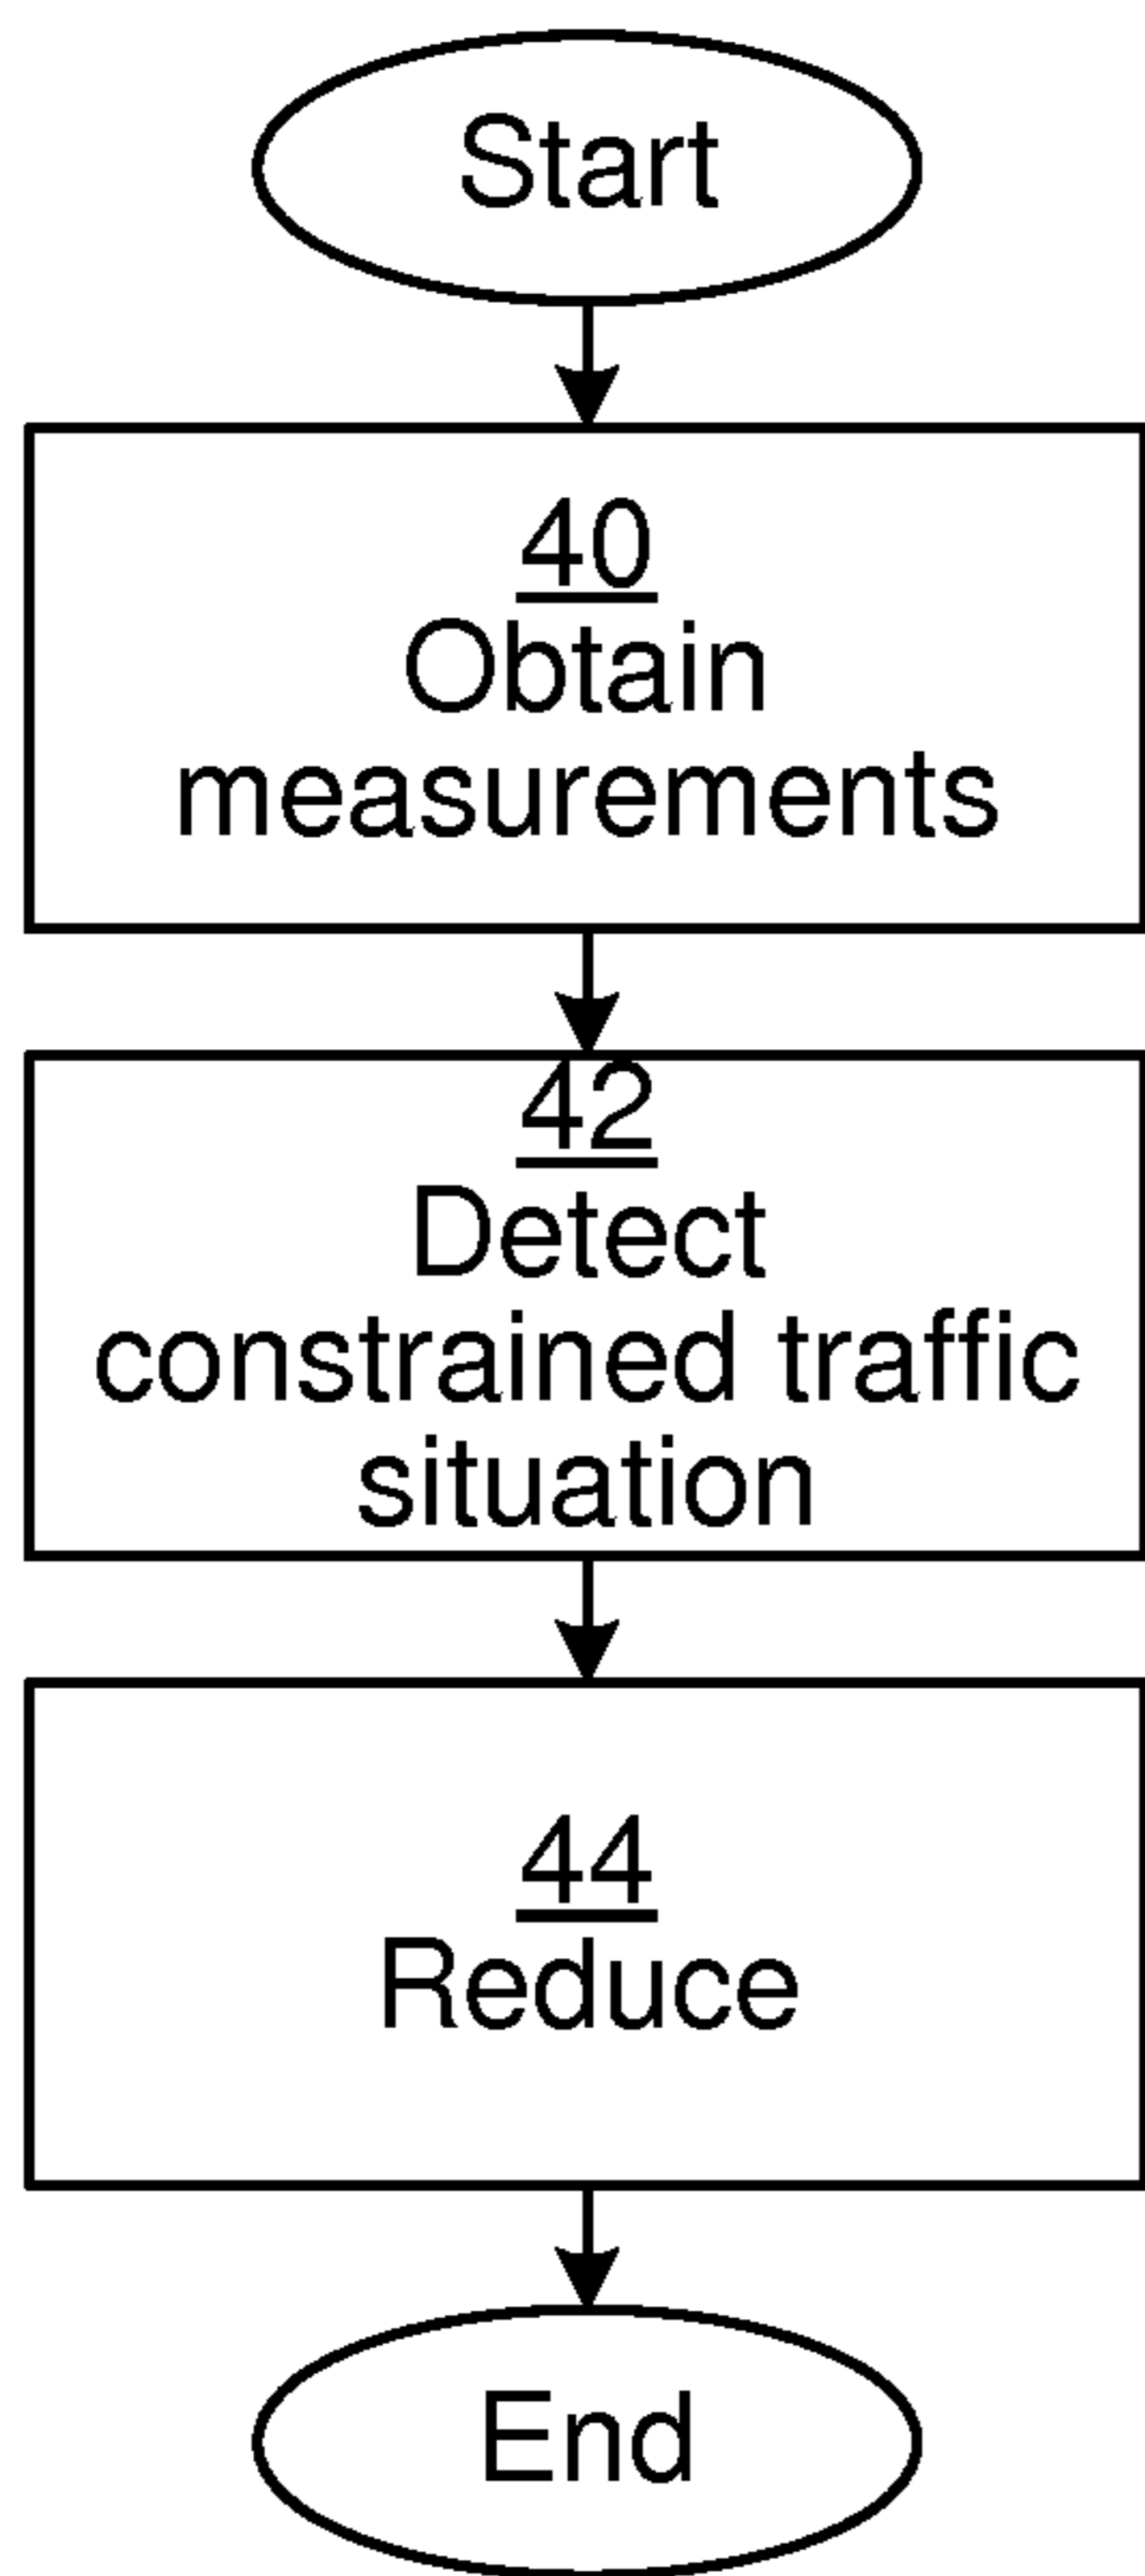 Start
40
Obtain
measurements
42
Detect
constrained traffic
situation
44
Reduce
End